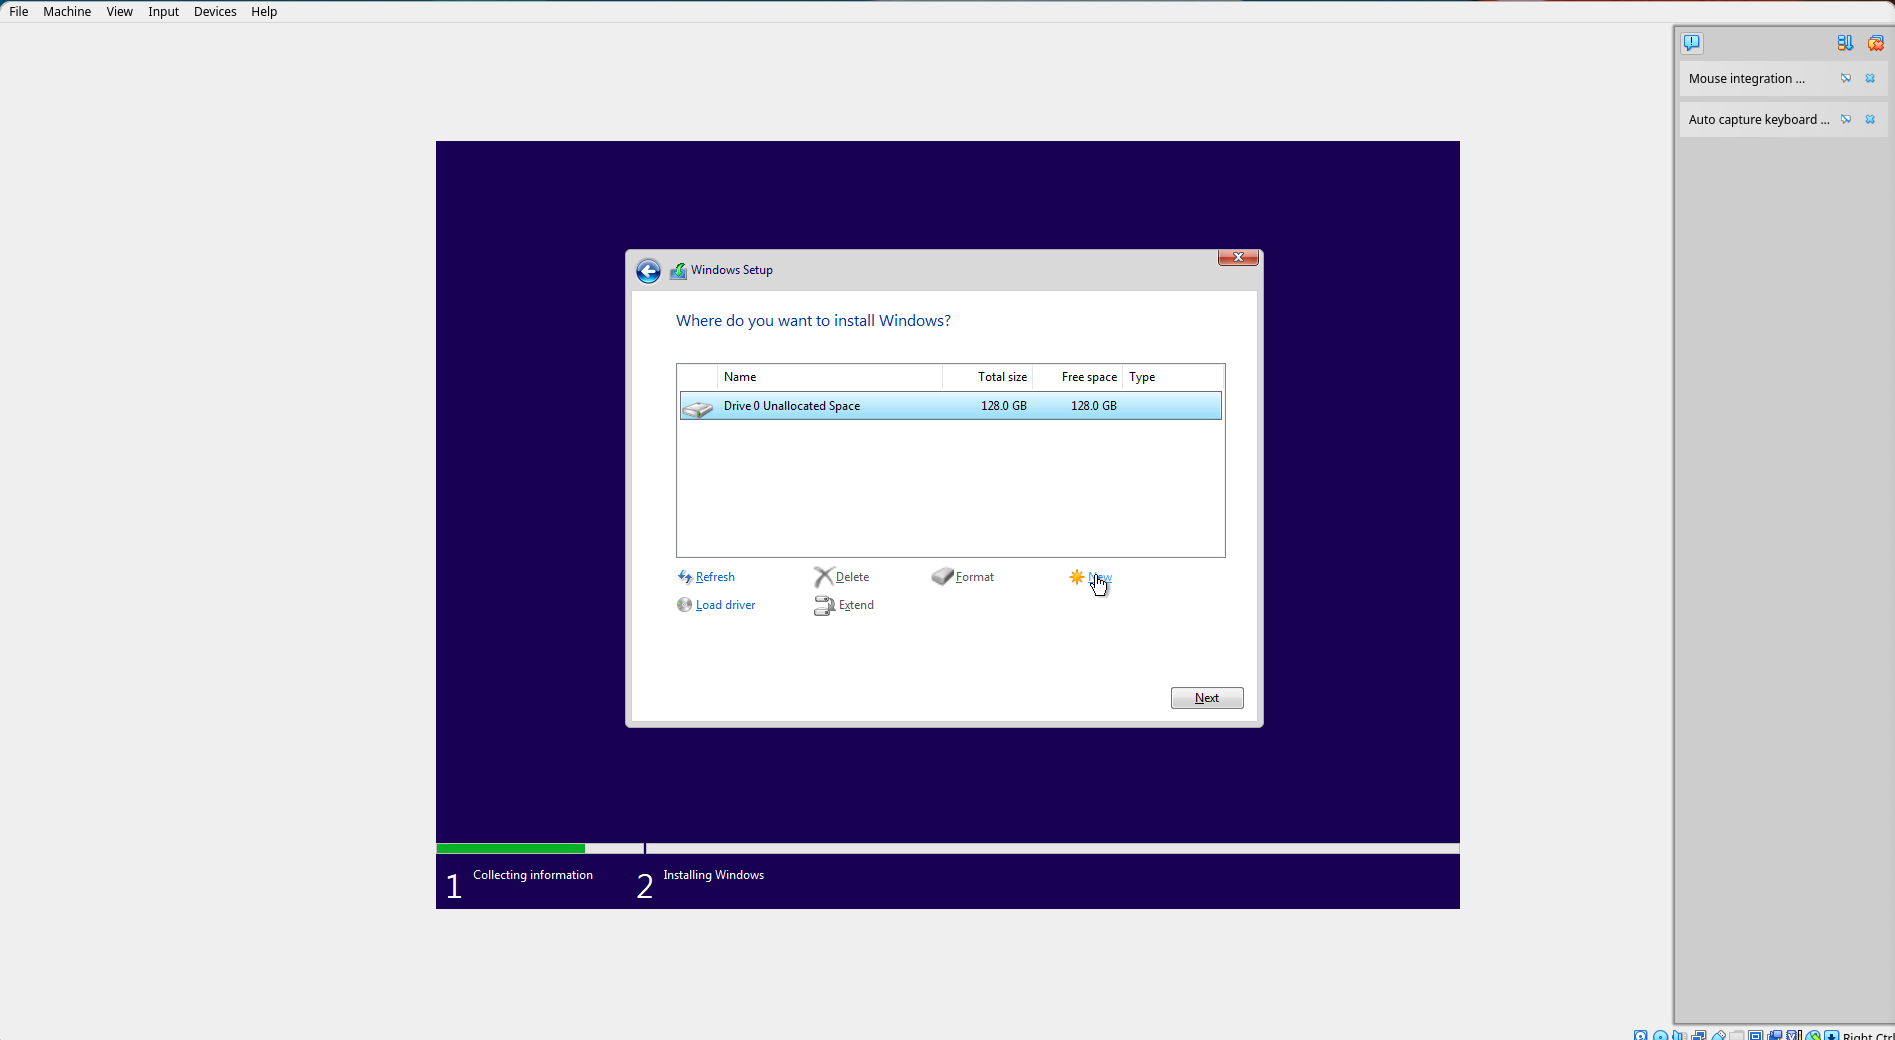 File Machine View Input Devices Help
Mouse integration ...
Auto capture keyboard ...
Windows Setup
Where do you want to install Windows?
Name Total size Free space Type
Drive 0 Unallocated Space 128.0 GB 128.0 GB
Refresh Delete Format New
Load driver Extend
Next
1 Collecting information 2 Installing Windows
Right Ctrl